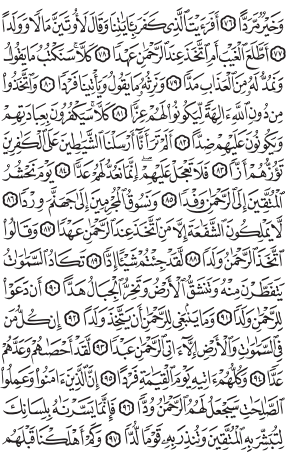 وَخَيْرٌ مَّرَدًّا ٧٦ أَفَرَءَيْتَ ٱلَّذِى كَفَرَ بِـَٔايَٰتِنَا وَقَالَ لَأُوتَيَنَّ مَالًا وَوَلَدًا
٧٧ أَطَّلَعَ ٱلْغَيْبَ أَمِ ٱتَّخَذَ عِندَ ٱلرَّحْمَٰنِ عَهْدًا ٧٨ كَلَّا سَنَكْتُبُ مَا يَقُولُ
وَنَمُدُّ لَهُۥ مِنَ ٱلْعَذَابِ مَدًّا ٧٩ وَنَرِثُهُۥ مَا يَقُولُ وَيَأْتِينَا فَرْدًا ٨٠ وَٱتَّخَذُوا۟
مِن دُونِ ٱللَّهِ ءَالِهَةً لِّيَكُونُوا۟ لَهُمْ عِزًّا ٨١ كَلَّا سَيَكْفُرُونَ بِعِبَادَتِهِمْ
وَيَكُونُونَ عَلَيْهِمْ ضِدًّا ٨٢ أَلَمْ تَرَ أَنَّآ أَرْسَلْنَا ٱلشَّيَٰطِينَ عَلَى ٱلْكَٰفِرِينَ
تَؤُزُّهُمْ أَزًّا ٨٣ فَلَا تَعْجَلْ عَلَيْهِمْ إِنَّمَا نَعُدُّ لَهُمْ عَدًّا ٨٤ يَوْمَ نَحْشُرُ
ٱلْمُتَّقِينَ إِلَى ٱلرَّحْمَٰنِ وَفْدًا ٨٥ وَنَسُوقُ ٱلْمُجْرِمِينَ إِلَىٰ جَهَنَّمَ وِرْدًا ٨٦
لَّا يَمْلِكُونَ ٱلشَّفَٰعَةَ إِلَّا مَنِ ٱتَّخَذَ عِندَ ٱلرَّحْمَٰنِ عَهْدًا ٨٧ وَقَالُوا۟
ٱتَّخَذَ ٱلرَّحْمَٰنُ وَلَدًا ٨٨ لَّقَدْ جِئْتُمْ شَيْـًٔا إِدًّا ٨٩ تَكَادُ ٱلسَّمَٰوَٰتُ
يَتَفَطَّرْنَ مِنْهُ وَتَنشَقُّ ٱلْأَرْضُ وَتَخِرُّ ٱلْجِبَالُ هَدًّا ٩٠ أَن دَعَوْا۟
لِلرَّحْمَٰنِ وَلَدًا ٩١ وَمَا يَنۢبَغِى لِلرَّحْمَٰنِ أَن يَتَّخِذَ وَلَدًا ٩٢ إِن كُلُّ مَن
فِى ٱلسَّمَٰوَٰتِ وَٱلْأَرْضِ إِلَّآ ءَاتِى ٱلرَّحْمَٰنِ عَبْدًا ٩٣ لَّقَدْ أَحْصَىٰهُمْ وَعَدَّهُمْ
عَدًّا ٩٤ وَكُلُّهُمْ ءَاتِيهِ يَوْمَ ٱلْقِيَٰمَةِ فَرْدًا ٩٥ إِنَّ ٱلَّذِينَ ءَامَنُوا۟ وَعَمِلُوا۟
ٱلصَّٰلِحَٰتِ سَيَجْعَلُ لَهُمُ ٱلرَّحْمَٰنُ وُدًّا ٩٦ فَإِنَّمَا يَسَّرْنَٰهُ بِلِسَانِكَ
لِتُبَشِّرَ بِهِ ٱلْمُتَّقِينَ وَتُنذِرَ بِهِۦ قَوْمًا لُّدًّا ٩٧ وَكَمْ أَهْلَكْنَا قَبْلَهُم